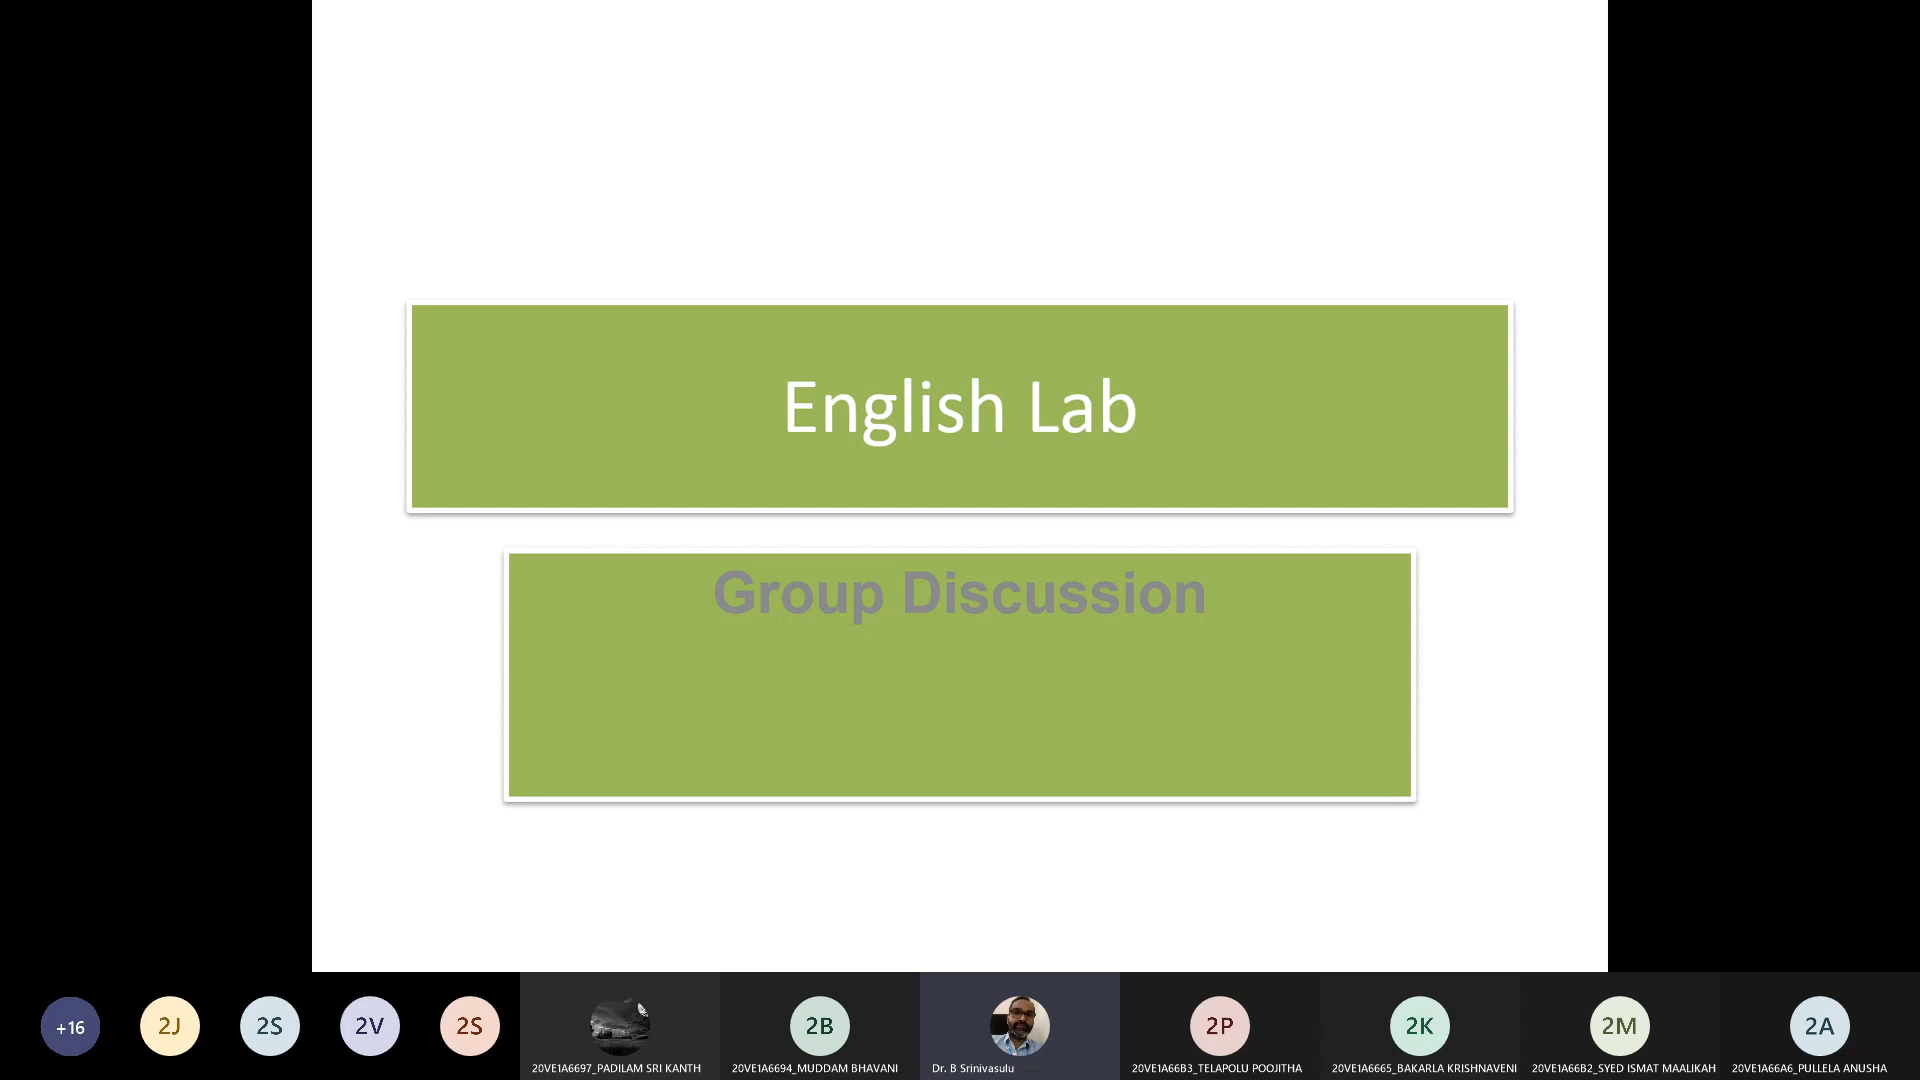 English Lab
Group Discussion
+16
2J
2S
2V
2S
20VE1A6697_PADILAM SRI KANTH
2B
20VE1A6694_MUDDAM BHAVANI
Dr. B Srinivasulu
2P
20VE1A66B3_TELAPOLU POOJITHA
2K
20VE1A6665_BAKARLA KRISHNAVENI
2M
20VE1A66B2_SYED ISMAT MAALIKAH
2A
20VE1A66A6_PULLELA ANUSHA